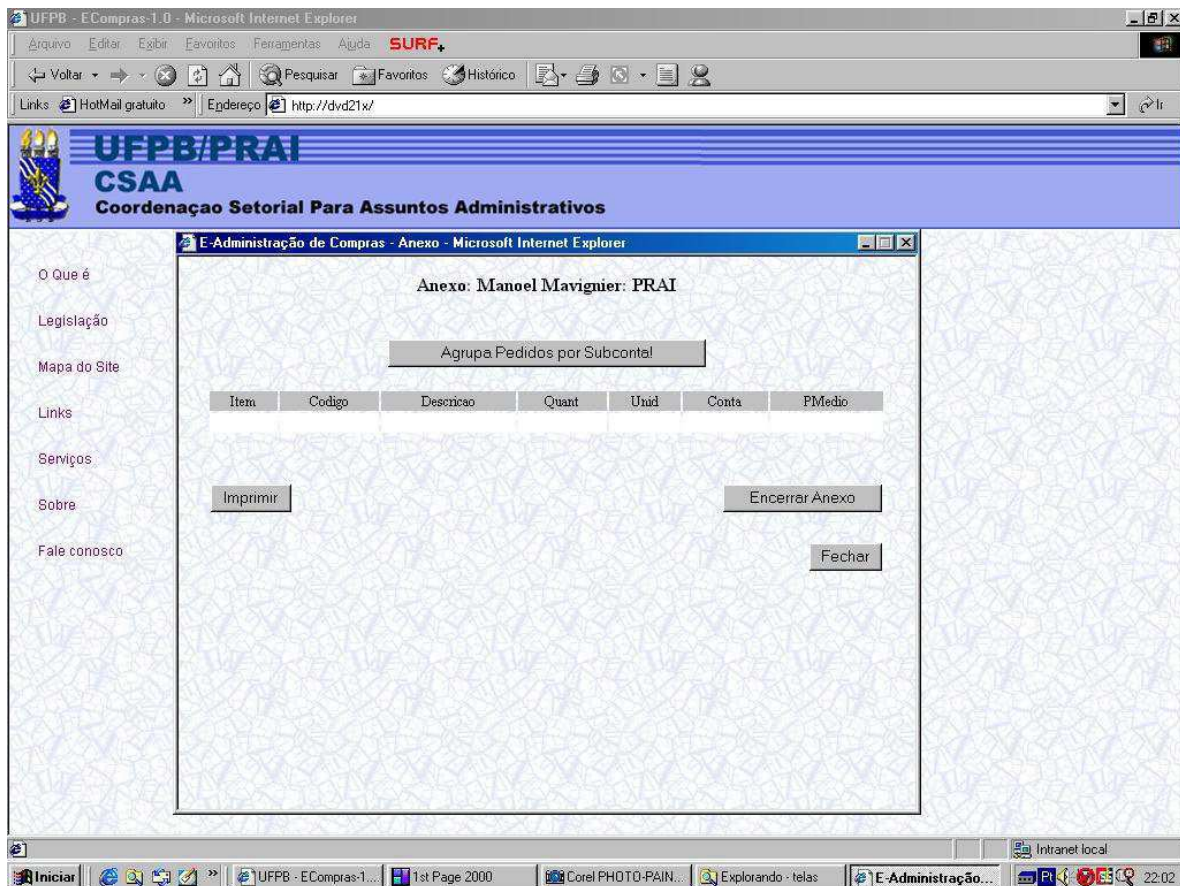 UFPB - ECompras-1.0 - Microsoft Internet Explorer
Arquivo Editar Exibir Favoritos Ferramentas Ajuda SURF+
Voltar Pesquisar Favoritos Histórico
Links HotMail gratuito » Endereço http://dvd21x/ Ir
UFPB/PRAI
CSAA
Coordenaçao Setorial Para Assuntos Administrativos
E-Administração de Compras - Anexo - Microsoft Internet Explorer
Anexo: Manoel Mavignier: PRAI
Agrupa Pedidos por Subconta!
Item Codigo Descricao Quant Unid Conta PMedio
Imprimir Encerrar Anexo
Fechar
O Que é
Legislação
Mapa do Site
Links
Serviços
Sobre
Fale conosco
Intranet local
Iniciar » UFPB - ECompras-1... 1st Page 2000 Corel PHOTO-PAIN... Explorando - telas E-Administração... Pt 22:02